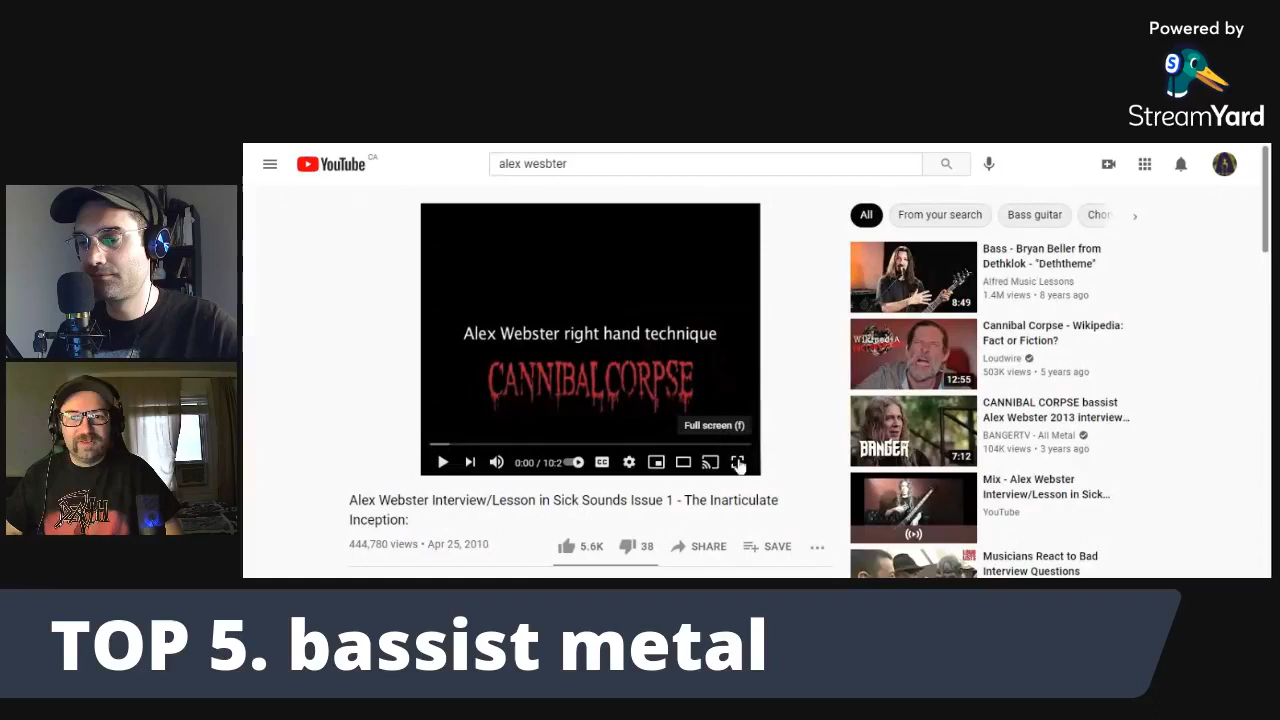 Powered by
StreamYard
YouTube CA
alex wesbter
Alex Webster right hand technique
CANNIBAL CORPSE
Full screen (f)
0:00 / 10:2
CC
Alex Webster Interview/Lesson in Sick Sounds Issue 1 - The Inarticulate
Inception:
444,780 views • Apr 25, 2010
5.6K
38
SHARE
SAVE
All
From your search
Bass guitar
Chor
8:49
Bass - Bryan Beller from
Dethklok - "Deththeme"
Alfred Music Lessons
1.4M views • 8 years ago
WIKIPEDIA
12:55
Cannibal Corpse - Wikipedia:
Fact or Fiction?
Loudwire
503K views • 5 years ago
BANGER
7:12
CANNIBAL CORPSE bassist
Alex Webster 2013 interview...
BANGERTV - All Metal
104K views • 3 years ago
Mix - Alex Webster
Interview/Lesson in Sick...
YouTube
Musicians React to Bad
Interview Questions
DEATH
TOP 5. bassist metal